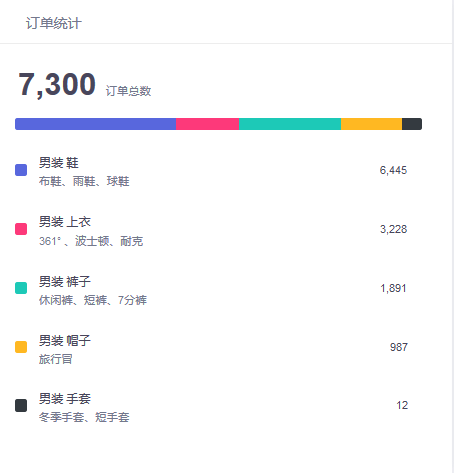 订单统计
7,300 订单总数
男装 鞋 6,445
布鞋、雨鞋、球鞋
男装 上衣 3,228
361°、波士顿、耐克
男装 裤子 1,891
休闲裤、短裤、7分裤
男装 帽子 987
旅行冒
男装 手套 12
冬季手套、短手套